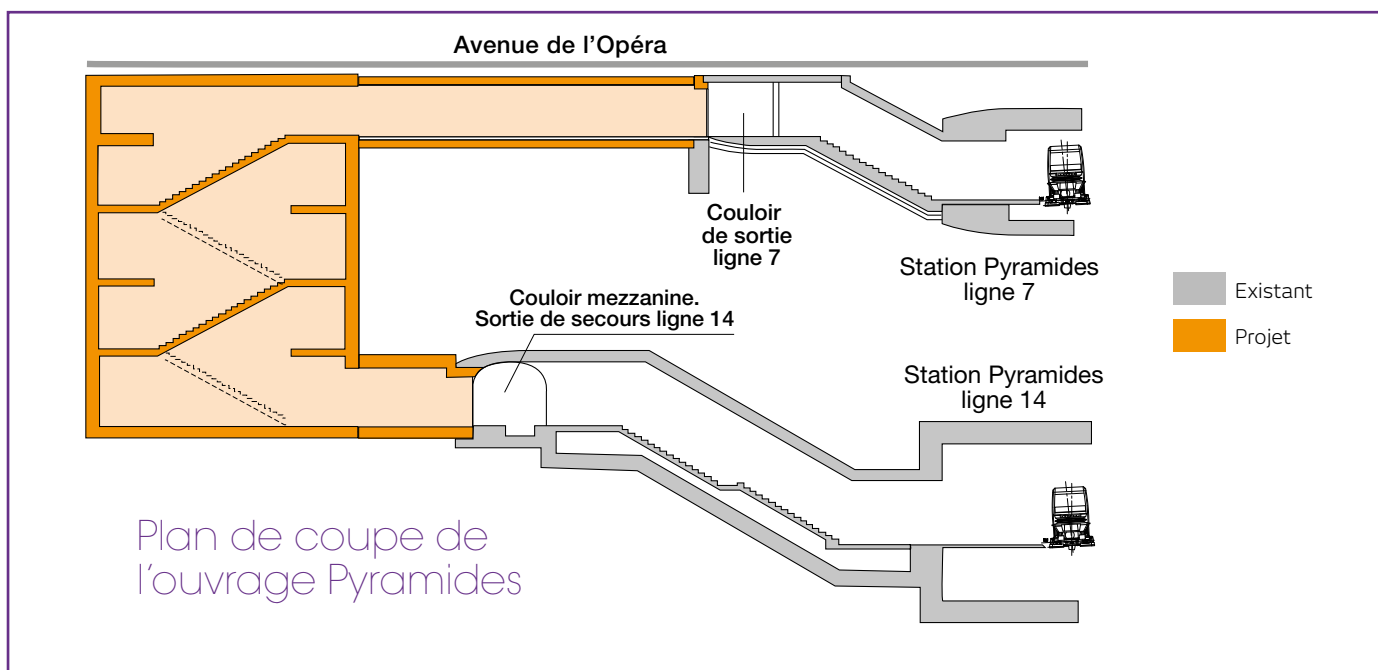 Avenue de l’Opéra
Couloir
de sortie
ligne 7
Station Pyramides
ligne 7
Existant
Projet
Couloir mezzanine.
Sortie de secours ligne 14
Station Pyramides
ligne 14
Plan de coupe de
l’ouvrage Pyramides